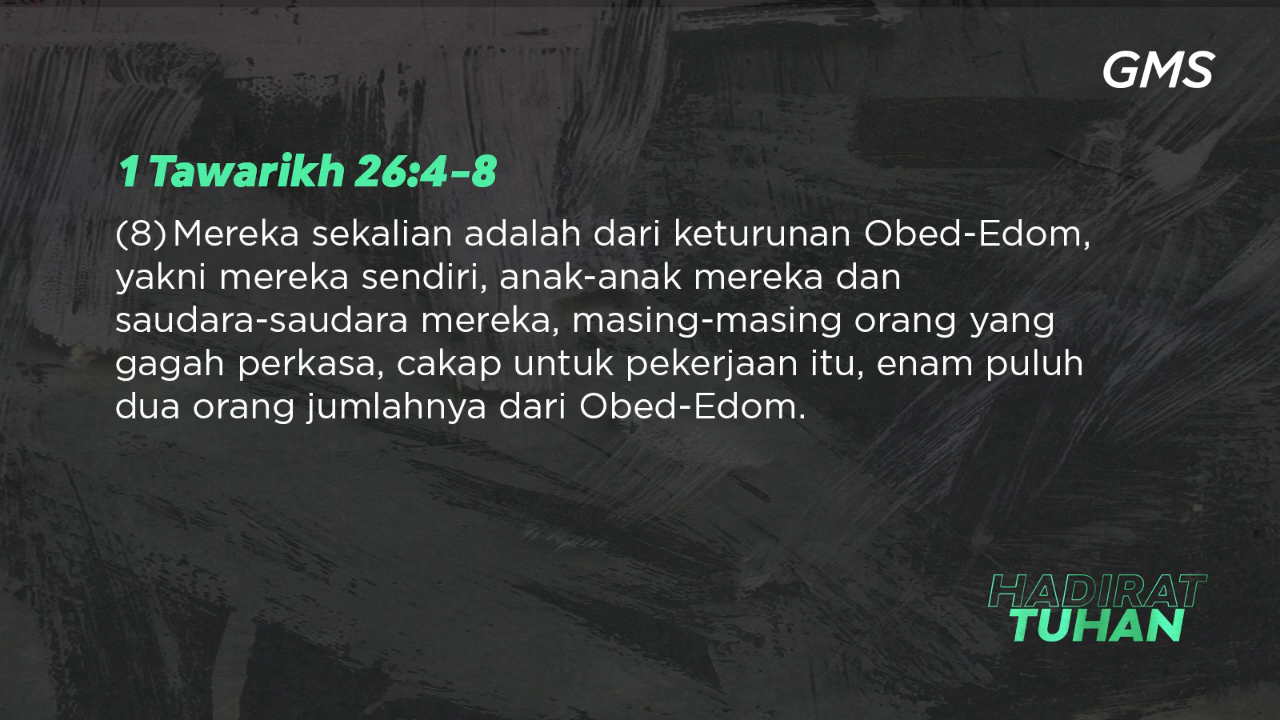 GMS
1 Tawarikh 26:4-8
(8) Mereka sekalian adalah dari keturunan Obed-Edom,
yakni mereka sendiri, anak-anak mereka dan
saudara-saudara mereka, masing-masing orang yang
gagah perkasa, cakap untuk pekerjaan itu, enam puluh
dua orang jumlahnya dari Obed-Edom.
HADIRAT
TUHAN